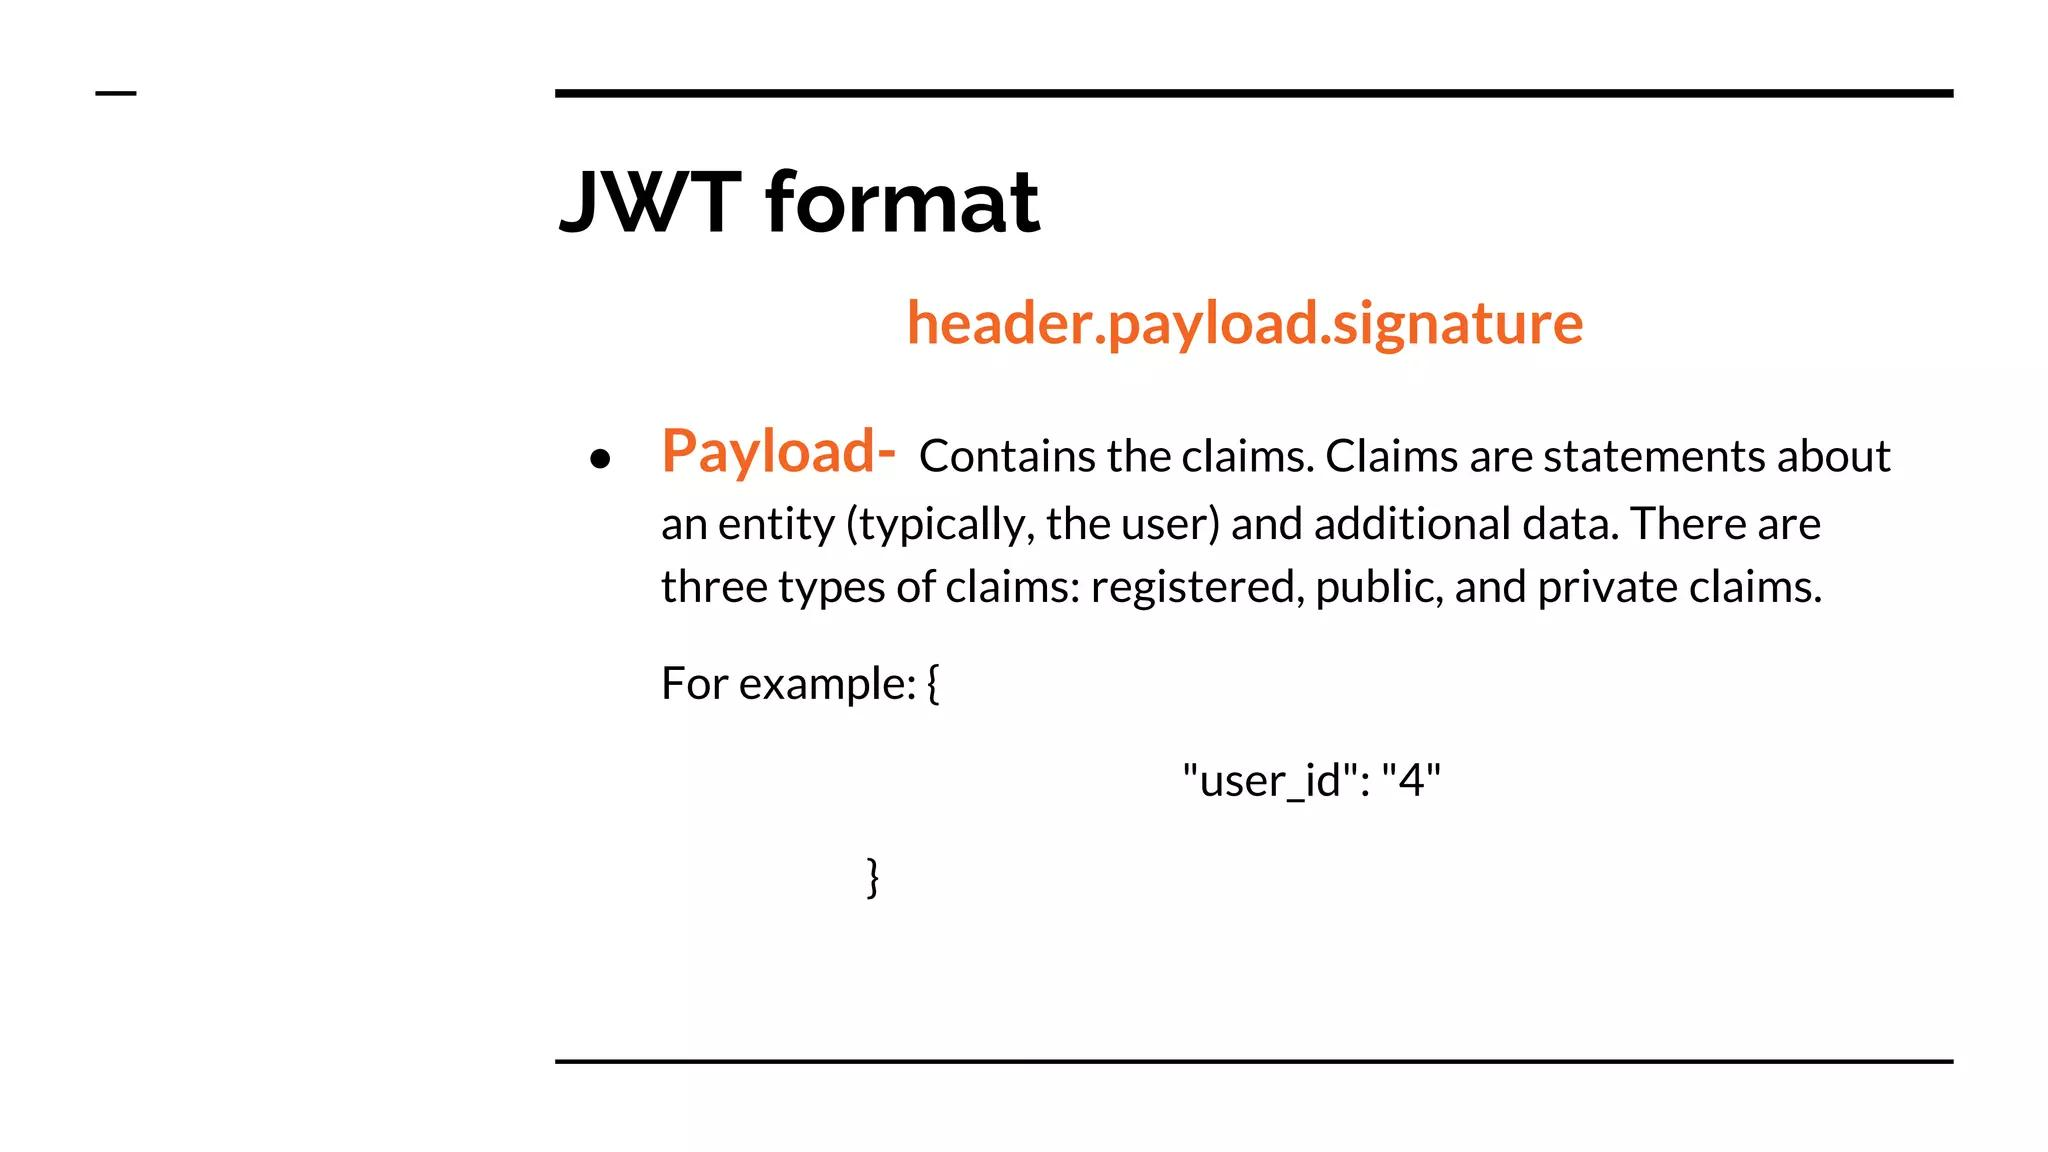 JWT format
header.payload.signature
● Payload- Contains the claims. Claims are statements about
an entity (typically, the user) and additional data. There are
three types of claims: registered, public, and private claims.
For example: {
"user_id": "4"
}